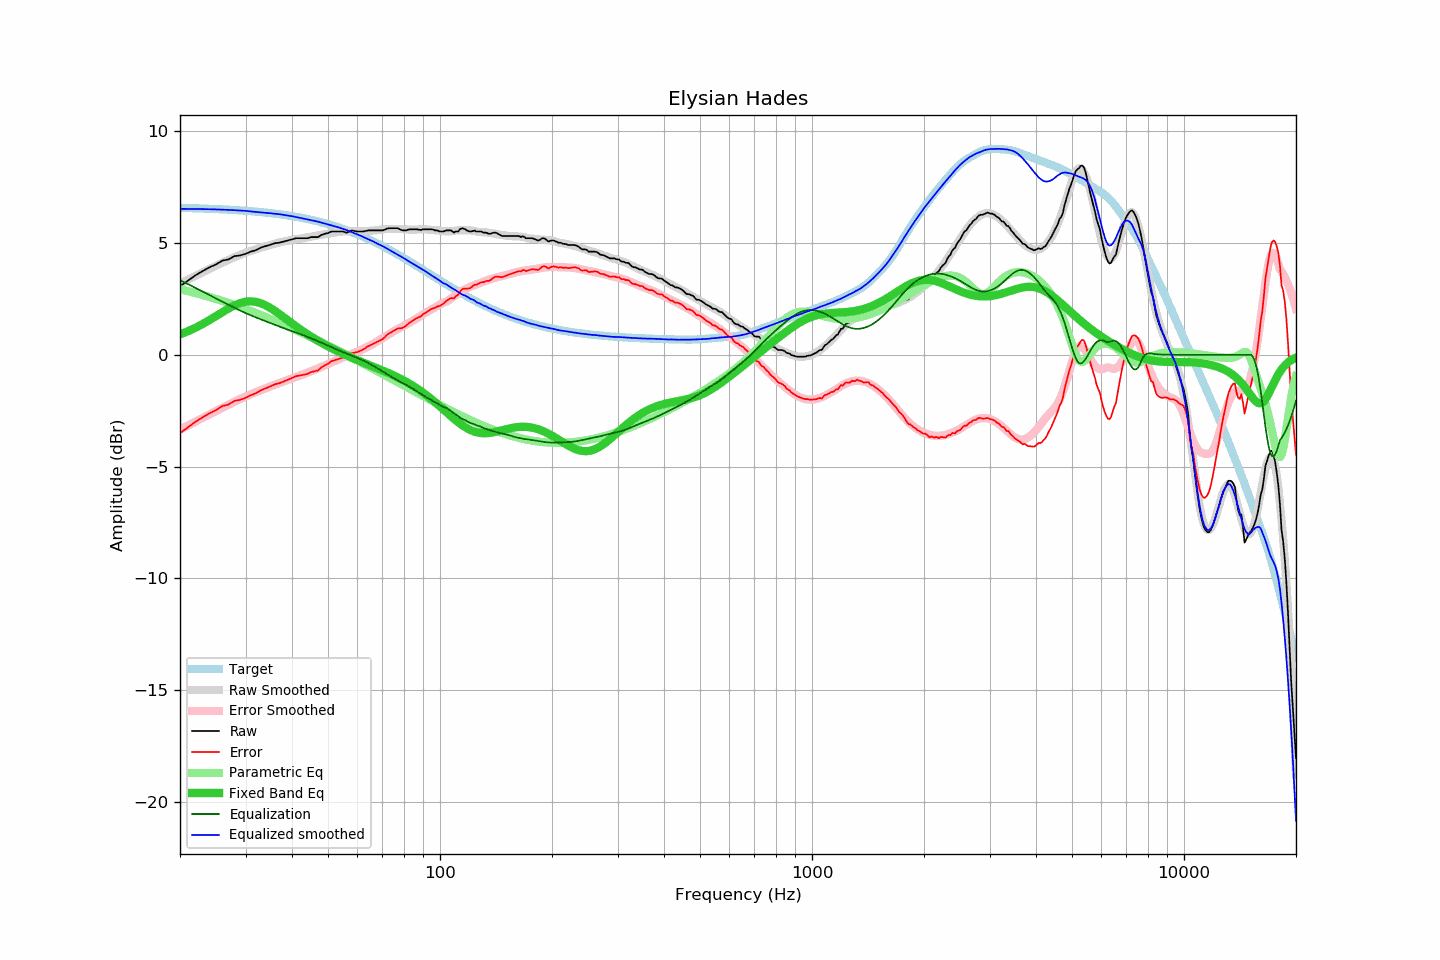 Elysian Hades
Amplitude (dBr)
10
5
0
−5
−10
−15
−20
Target
Raw Smoothed
Error Smoothed
Raw
Error
Parametric Eq
Fixed Band Eq
Equalization
Equalized smoothed
100
1000
10000
Frequency (Hz)